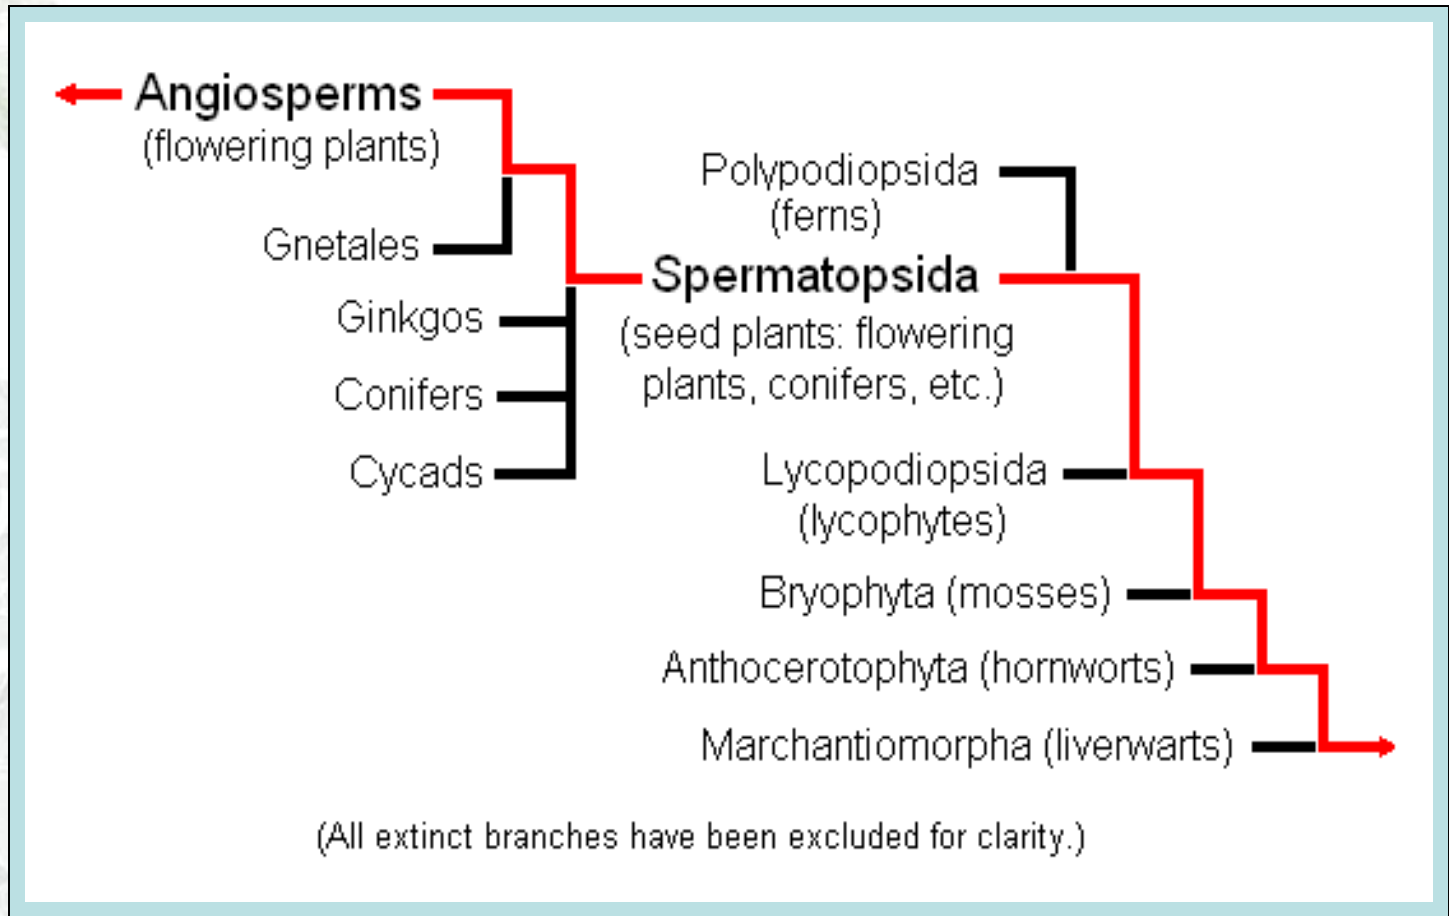 Angiosperms
(flowering plants)
Gnetales
Ginkgos
Conifers
Cycads
Polypodiopsida
(ferns)
Spermatopsida
(seed plants: flowering
plants, conifers, etc.)
Lycopodiopsida
(lycophytes)
Bryophyta (mosses)
Anthocerotophyta (hornworts)
Marchantiomorpha (liverwarts)
(All extinct branches have been excluded for clarity.)